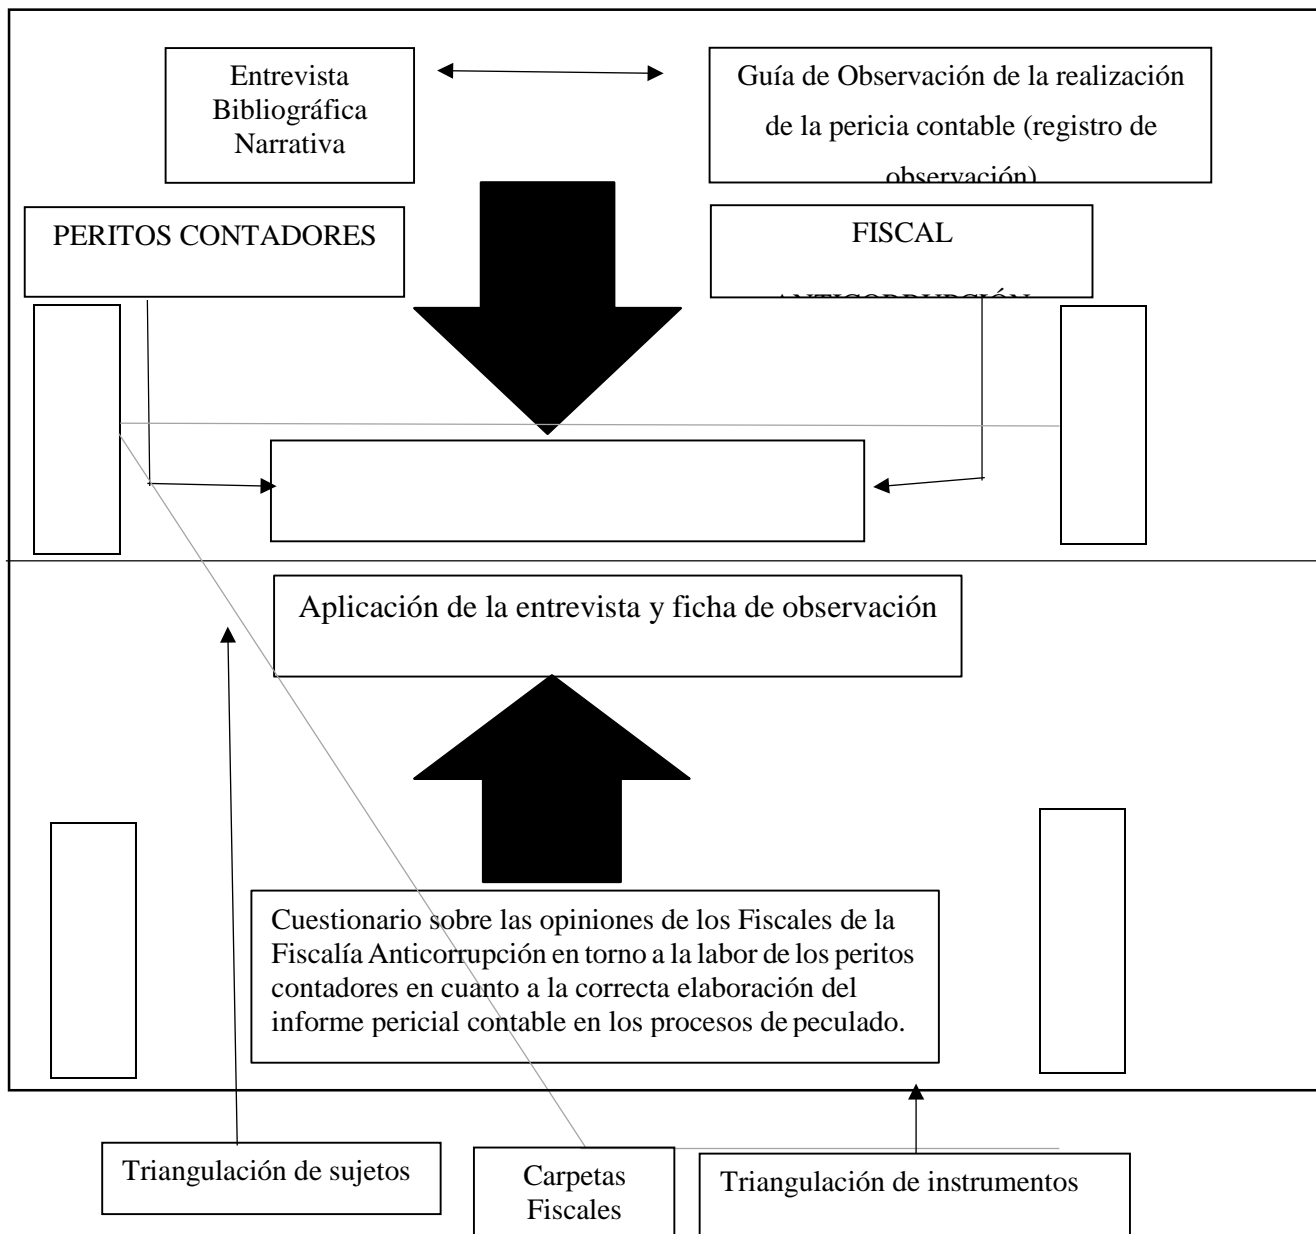 Entrevista
Bibliográfica
Narrativa
Guía de Observación de la realización
de la pericia contable (registro de
observación)
PERITOS CONTADORES
FISCAL
ANTICORRUPCIÓN
Aplicación de la entrevista y ficha de observación
Cuestionario sobre las opiniones de los Fiscales de la
Fiscalía Anticorrupción en torno a la labor de los peritos
contadores en cuanto a la correcta elaboración del
informe pericial contable en los procesos de peculado.
Triangulación de sujetos
Carpetas
Fiscales
Triangulación de instrumentos